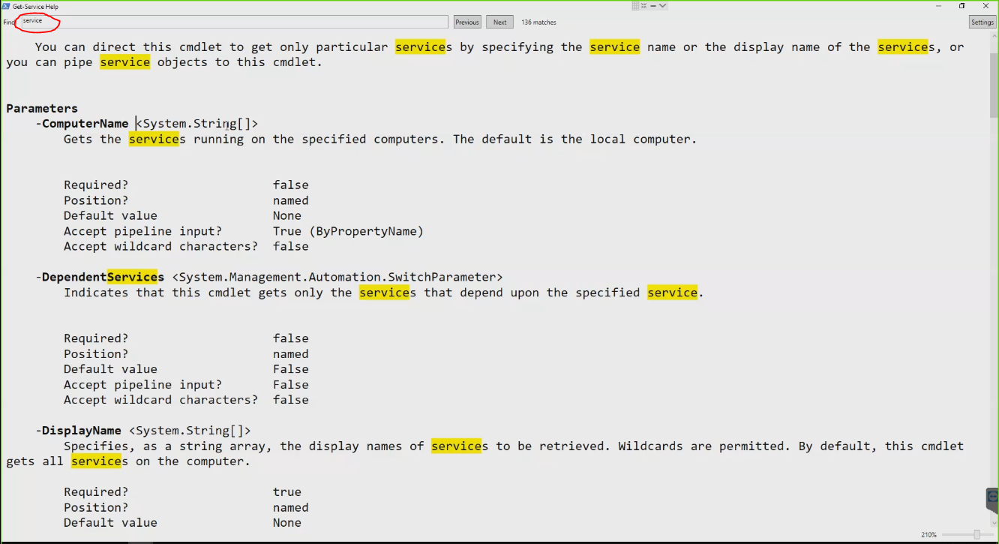 Get-Service Help
Find service Previous Next 136 matches Settings
You can direct this cmdlet to get only particular services by specifying the service name or the display name of the services, or
you can pipe service objects to this cmdlet.
Parameters
-ComputerName <System.String[]>
Gets the services running on the specified computers. The default is the local computer.
Required? false
Position? named
Default value None
Accept pipeline input? True (ByPropertyName)
Accept wildcard characters? false
-DependentServices <System.Management.Automation.SwitchParameter>
Indicates that this cmdlet gets only the services that depend upon the specified service.
Required? false
Position? named
Default value False
Accept pipeline input? False
Accept wildcard characters? false
-DisplayName <System.String[]>
Specifies, as a string array, the display names of services to be retrieved. Wildcards are permitted. By default, this cmdlet
gets all services on the computer.
Required? true
Position? named
Default value None
210%